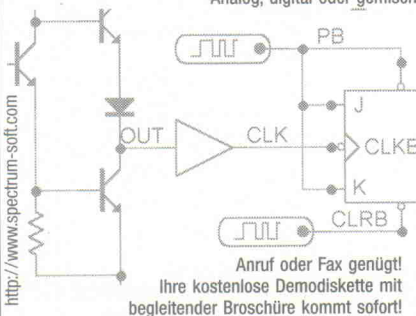 Analog, digital oder gemischt
PB
J
OUT
CLK
CLKB
K
CLRB
http://www.spectrum-soft.com
Anruf oder Fax genügt!
Ihre kostenlose Demodiskette mit
begleitender Broschüre kommt sofort!